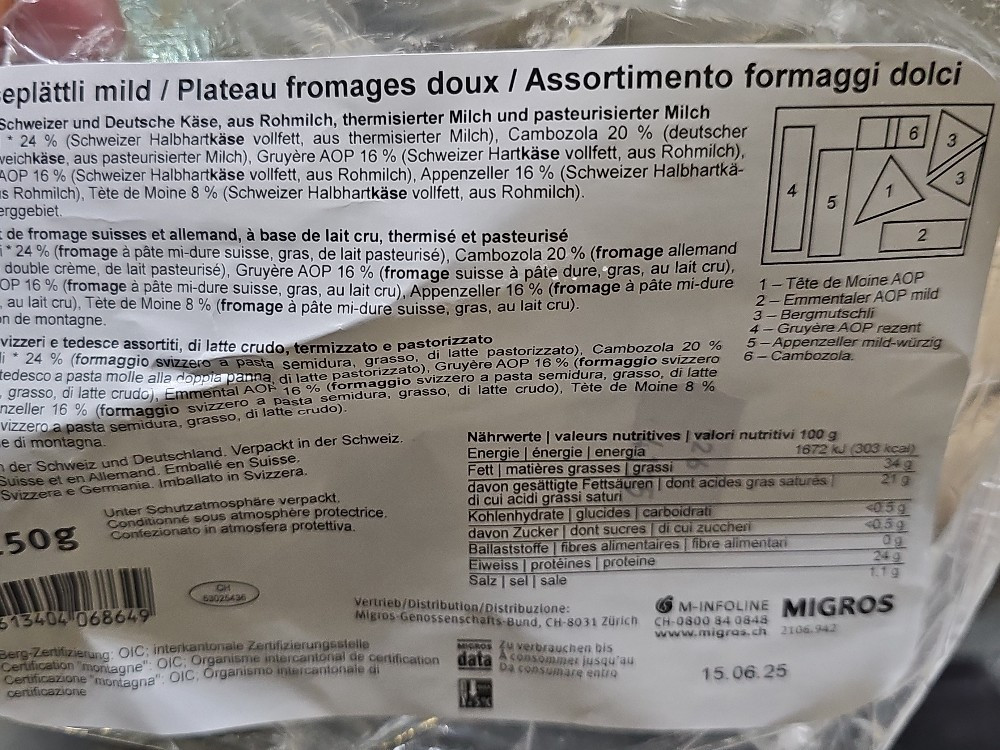 eplättli mild / Plateau fromages doux / Assortimento formaggi dolci
Schweizer und Deutsche Käse, aus Rohmilch, thermisierter Milch und pasteurisierter Milch
* 24 % (Schweizer Halbhartkäse vollfett, aus thermisierter Milch), Cambozola 20 % (deutscher
veichkäse, aus pasteurisierter Milch), Gruyère AOP 16 % (Schweizer Hartkäse vollfett, aus Rohmilch),
AOP 16 % (Schweizer Halbhartkäse vollfett, aus Rohmilch), Appenzeller 16 % (Schweizer Halbhartkä-
s Rohmilch), Tête de Moine 8 % (Schweizer Halbhartkäse vollfett, aus Rohmilch).
erggebiet.
de fromage suisses et allemand, à base de lait cru, thermisé et pasteurisé
i* 24 % (fromage à pâte mi-dure suisse, gras, de lait pasteurisé), Cambozola 20 % (fromage allemand
double crème, de lait pasteurisé), Gruyère AOP 16 % (fromage suisse à pâte dure, gras, au lait cru),
OP 16 % (fromage à pâte mi-dure suisse, gras, au lait cru), Appenzeller 16 % (fromage à pâte mi-dure
, au lait cru), Tète de Moine 8 % (fromage à pâte mi-dure suisse, gras, au lait cru).
n de montagne.
vizzeri e tedesce assortiti, di latte crudo, termizzato e pastorizzato
li * 24 % (formaggio svizzero a pasta semidura, grasso, di latte pastorizzato), Cambozola 20 %
tedesco a pasta molle alla doppia panna, di latte pastorizzato), Gruyère AOP 16 % (formaggio svizzero
, grasso, di latte crudo), Emmental AOP 16 % (formaggio svizzero a pasta semidura, grasso, di latte
nzeller 16 % (formaggio svizzero a pasta semidura, grasso, di latte crudo), Tète de Moine 8 %
vizzero a pasta semidura, grasso, di latte crudo).
e di montagna.
6
3
3
4
5
1
2
1 – Tête de Moine AOP
2 – Emmentaler AOP mild
3 – Bergmutschli
4 – Gruyère AOP rezent
5 – Appenzeller mild-würzig
6 – Cambozola.
der Schweiz und Deutschland. Verpackt in der Schweiz.
Suisse et en Allemand. Emballé en Suisse.
Svizzera e Germania. Imballato in Svizzera.
Unter Schutzatmosphäre verpackt.
Conditionné sous atmosphère protectrice.
Confezionato in atmosfera protettiva.
50g
Nährwerte | valeurs nutritives | valori nutritivi 100 g
Energie | énergie | energia 1672 kJ (303 kcal)
Fett | matières grasses | grassi 34 g
davon gesättigte Fettsäuren | dont acides gras saturés | 21 g
di cui acidi grassi saturi
Kohlenhydrate | glucides | carboidrati <0.5 g
davon Zucker | dont sucres | di cui zuccheri <0.5 g
Ballaststoffe | fibres alimentaires | fibre alimentari 0 g
Eiweiss | protéines | proteine 24 g
Salz | sel | sale 1.1 g
613404 068649
CH
Vertrieb/Distribution/Distribuzione:
Migros-Genossenschafts-Bund, CH-8031 Zürich
M-INFOLINE
CH-0800 84 0848
www.migros.ch
MIGROS
2106.942
Berg-Zertifizierung: OIC; interkantonale Zertifizierungsstelle
Certification "montagne": OIC; Organisme intercantonal de certification
Certificazione "montagna": OIC; Organismo intercantonale di
certificazione
MIGROS
data
Zu verbrauchen bis
A consommer jusqu'au
Da consumare entro
15.06.25